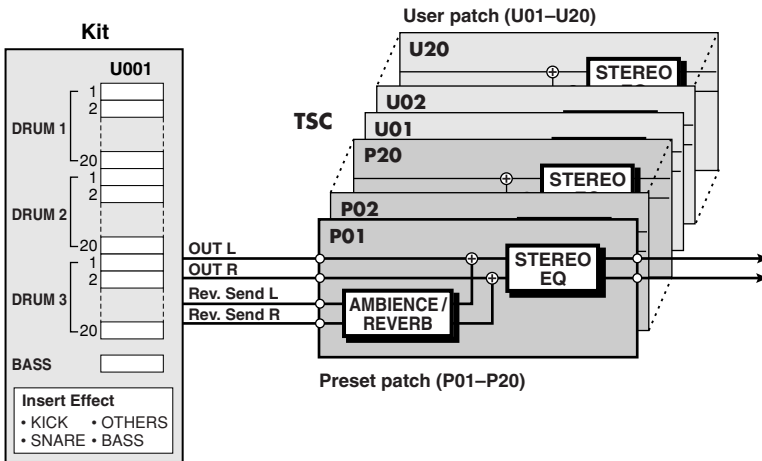 User patch (U01–U20)
Kit
U001
1
2
DRUM 1
20
1
2
DRUM 2
20
1
2
DRUM 3
20
BASS
Insert Effect
• KICK • OTHERS
• SNARE • BASS
OUT L
OUT R
Rev. Send L
Rev. Send R
TSC
U20
STEREO
U02
U01
P20
STEREO
P02
P01
STEREO
EQ
AMBIENCE /
REVERB
Preset patch (P01–P20)